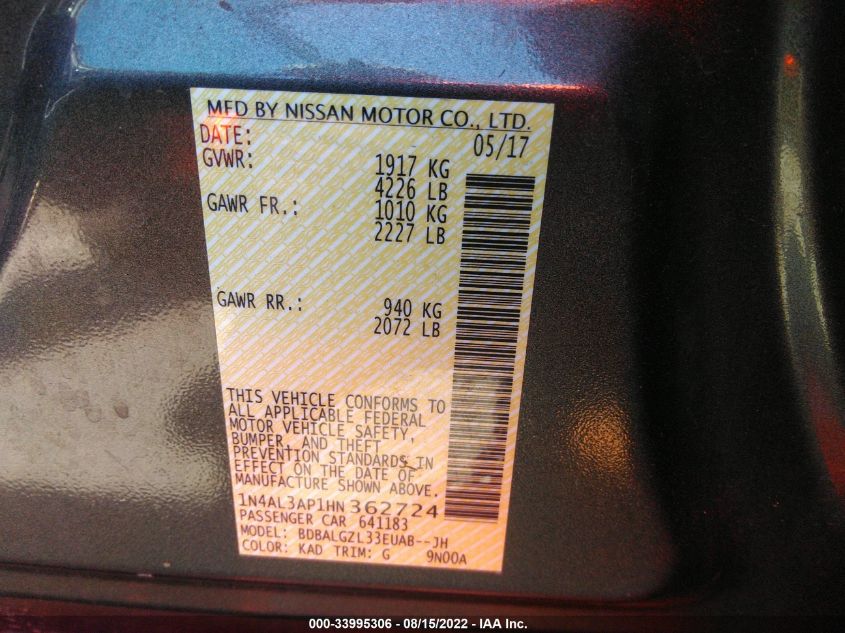 MFD BY NISSAN MOTOR CO., LTD.
DATE: 05/17
GVWR: 1917 KG
4226 LB
GAWR FR.: 1010 KG
2227 LB
GAWR RR.: 940 KG
2072 LB
THIS VEHICLE CONFORMS TO
ALL APPLICABLE FEDERAL
MOTOR VEHICLE SAFETY,
BUMPER, AND THEFT
PREVENTION STANDARDS IN
EFFECT ON THE DATE OF
MANUFACTURE SHOWN ABOVE.
1N4AL3AP1HN362724
PASSENGER CAR 641183
MODEL: BDBALGZL33EUAB--JH
COLOR: KAD TRIM: G 9N00A
000-33995306 - 08/15/2022 - IAA Inc.